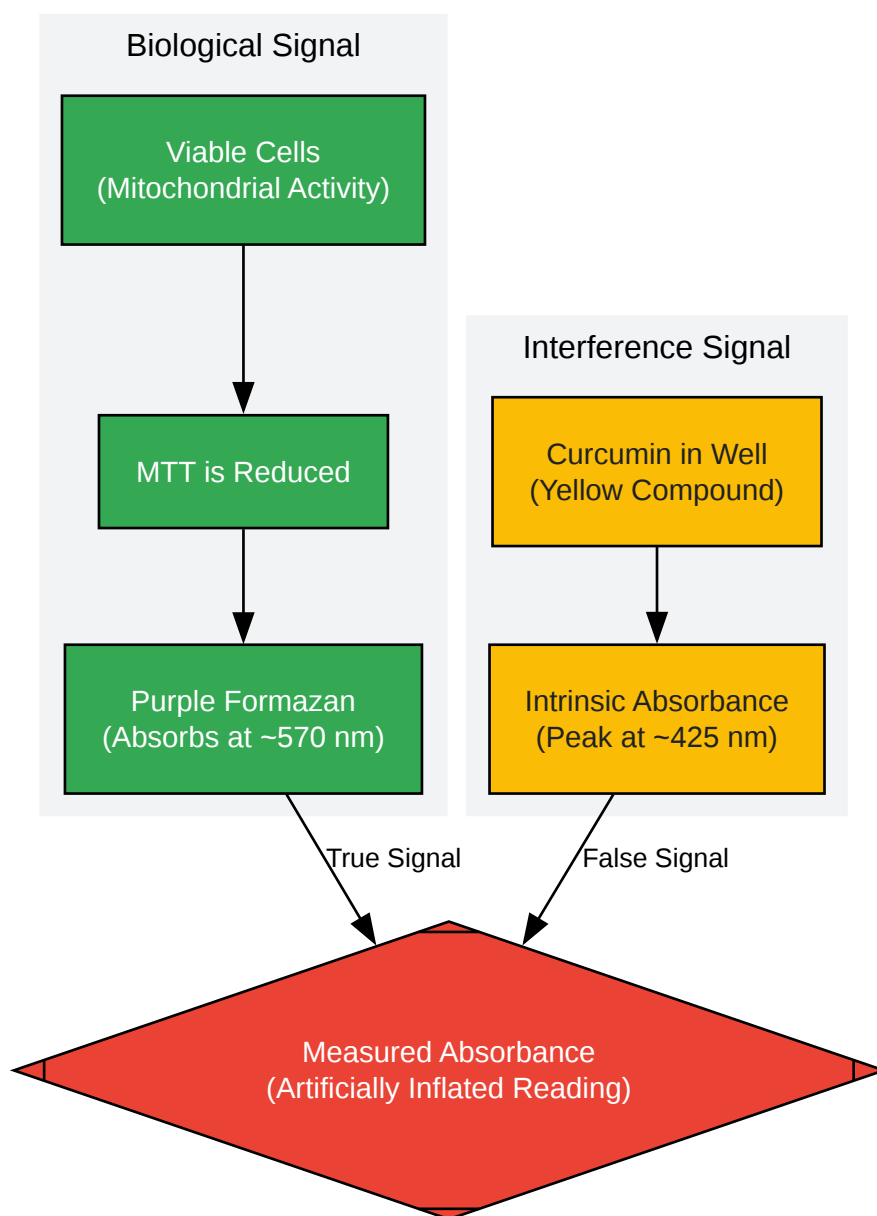 Biological Signal
Viable Cells
(Mitochondrial Activity)
MTT is Reduced
Purple Formazan
(Absorbs at ~570 nm)
Interference Signal
Curcumin in Well
(Yellow Compound)
Intrinsic Absorbance
(Peak at ~425 nm)
True Signal
False Signal
Measured Absorbance
(Artificially Inflated Reading)